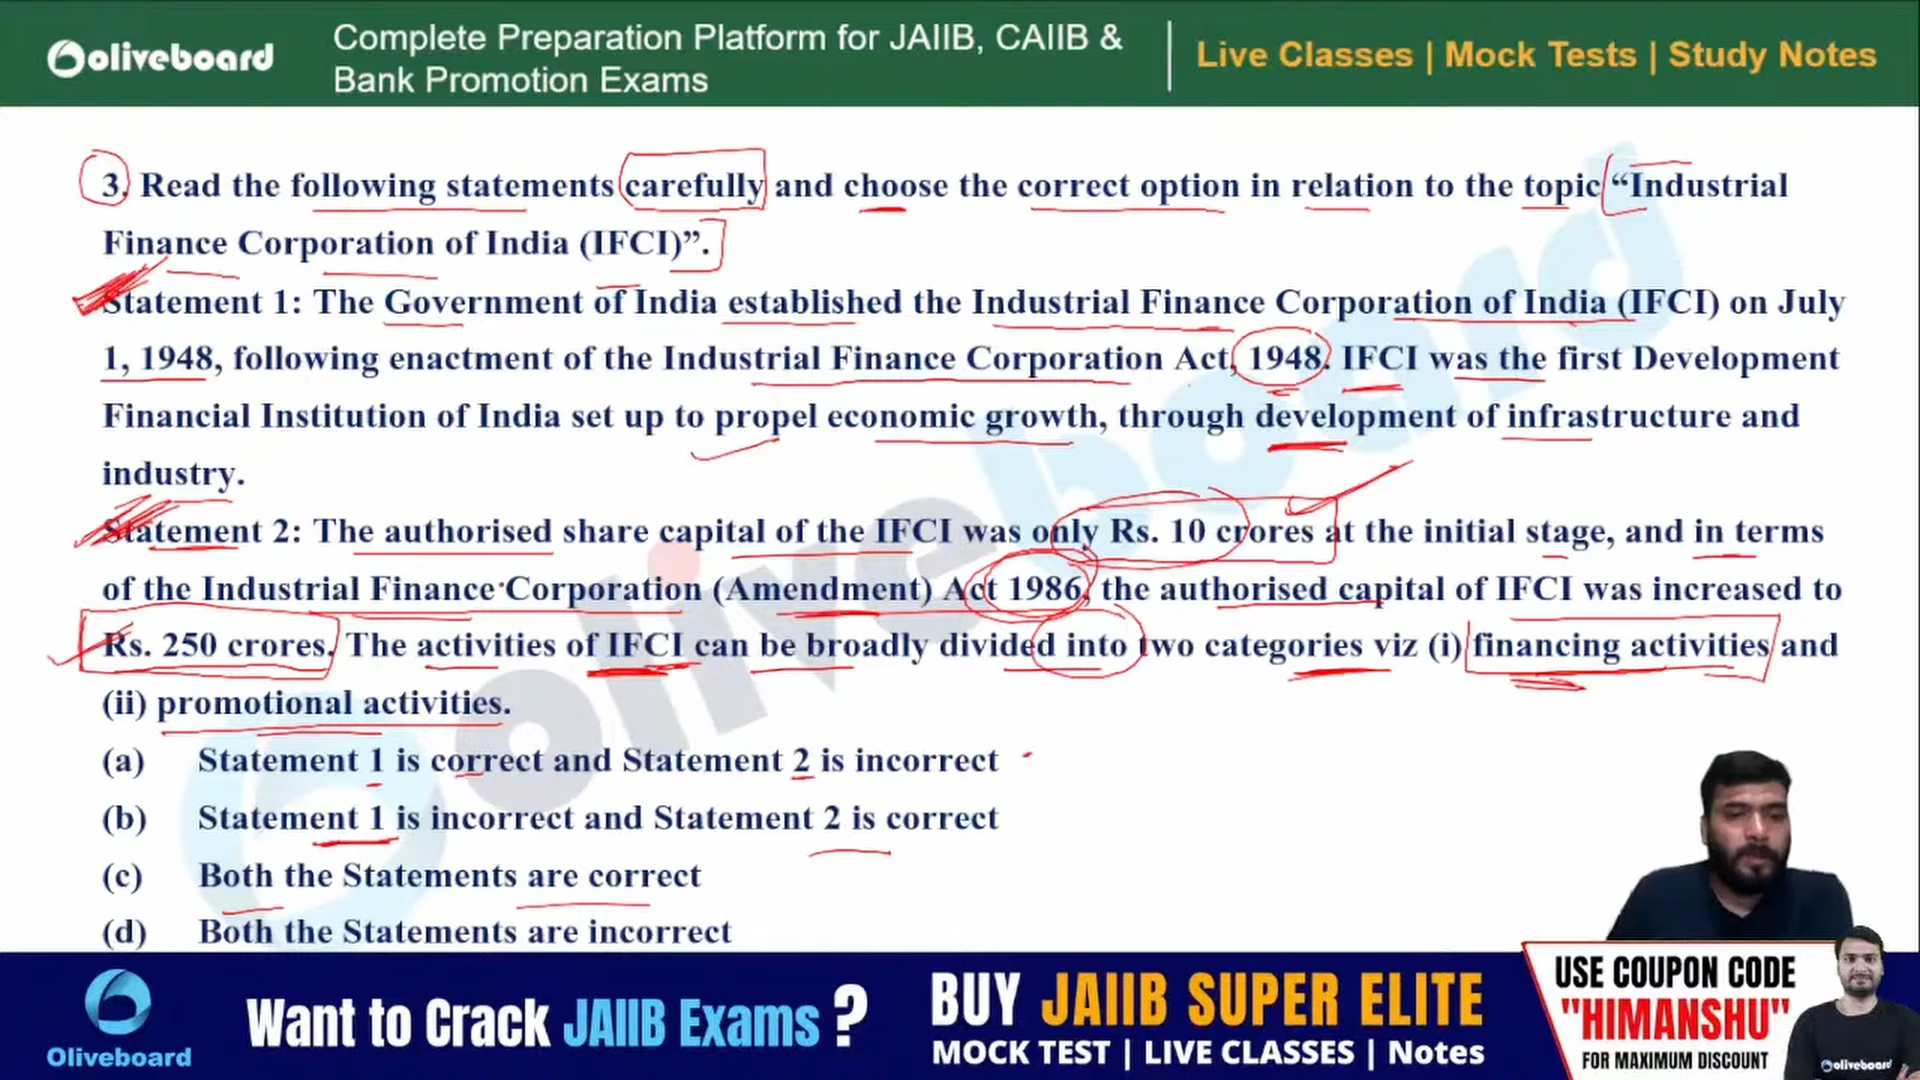 oliveboard
Complete Preparation Platform for JAIIB, CAIIB &
Bank Promotion Exams
Live Classes | Mock Tests | Study Notes
3. Read the following statements carefully and choose the correct option in relation to the topic “Industrial
Finance Corporation of India (IFCI)”.
Statement 1: The Government of India established the Industrial Finance Corporation of India (IFCI) on July
1, 1948, following enactment of the Industrial Finance Corporation Act, 1948. IFCI was the first Development
Financial Institution of India set up to propel economic growth, through development of infrastructure and
industry.
Statement 2: The authorised share capital of the IFCI was only Rs. 10 crores at the initial stage, and in terms
of the Industrial Finance Corporation (Amendment) Act 1986, the authorised capital of IFCI was increased to
Rs. 250 crores. The activities of IFCI can be broadly divided into two categories viz (i) financing activities and
(ii) promotional activities.
(a) Statement 1 is correct and Statement 2 is incorrect
(b) Statement 1 is incorrect and Statement 2 is correct
(c) Both the Statements are correct
(d) Both the Statements are incorrect
oliveboard
Oliveboard
Want to Crack JAIIB Exams ?
BUY JAIIB SUPER ELITE
MOCK TEST | LIVE CLASSES | Notes
USE COUPON CODE
"HIMANSHU"
FOR MAXIMUM DISCOUNT
oliveboard